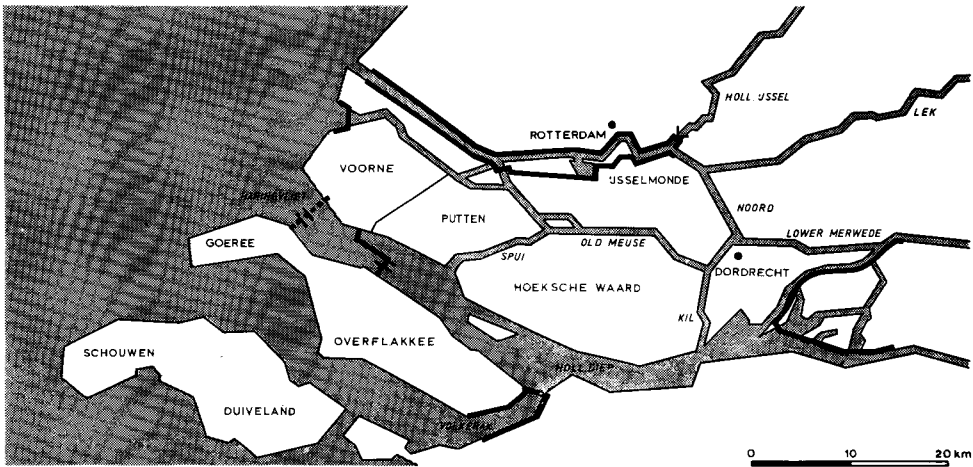 HOLL. IJSSEL
LEK
ROTTERDAM
VOORNE
IJSSELMONDE
NOORD
HARINGVLIET
PUTTEN
GOEREE
OLD MEUSE
LOWER MERWEDE
SPUI
DORDRECHT
HOEKSCHE WAARD
KIL
OVERFLAKKEE
SCHOUWEN
HOLL. DIEP
DUIVELAND
VOLKERAK
0 10 20 km